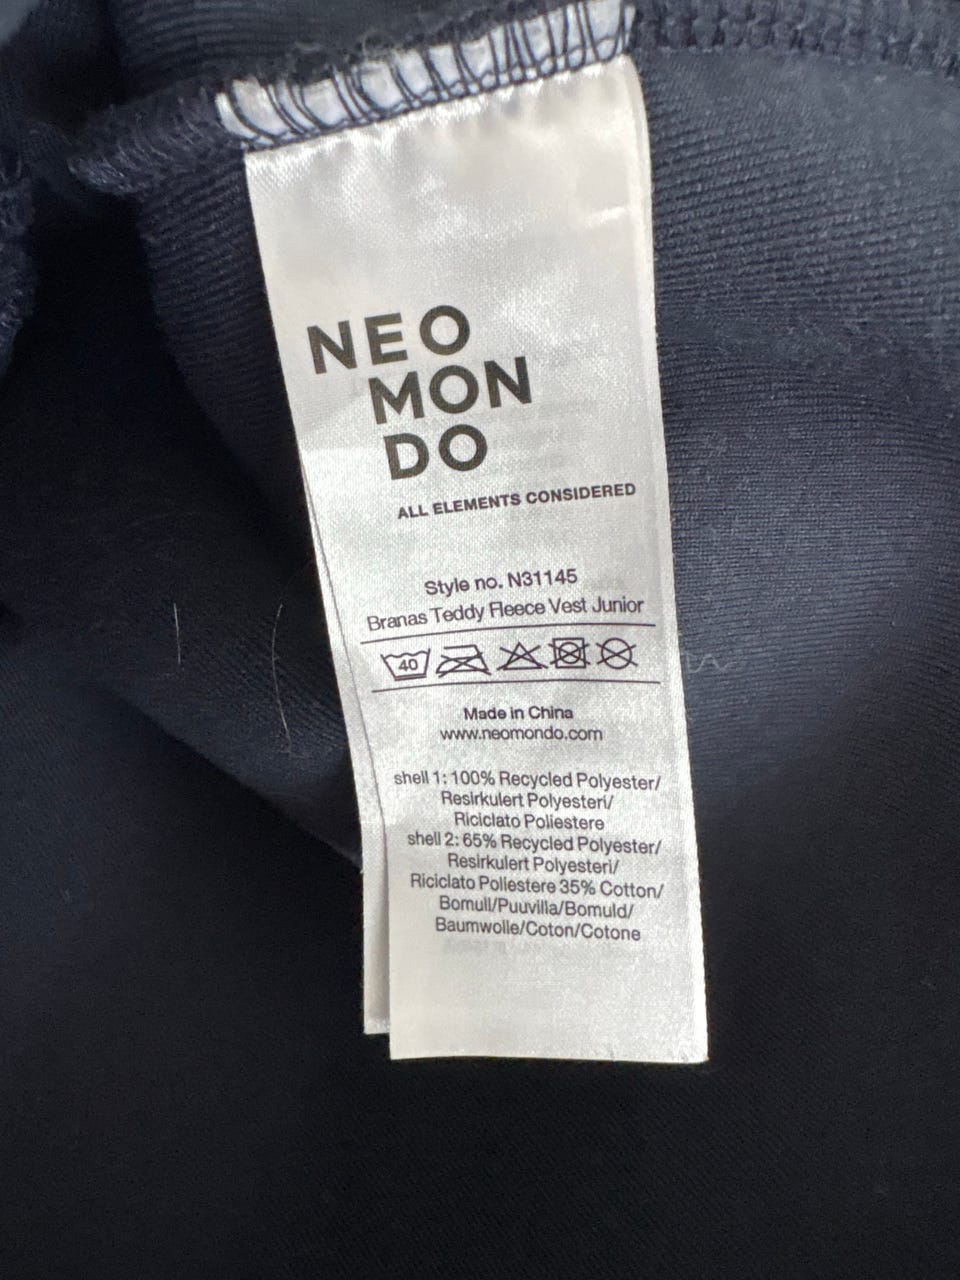 NEO
MON
DO
ALL ELEMENTS CONSIDERED
Style no. N31145
Branas Teddy Fleece Vest Junior
40
Made in China
www.neomondo.com
shell 1: 100% Recycled Polyester/
Resirkulert Polyesteri/
Riciclato Poliestere
shell 2: 65% Recycled Polyester/
Resirkulert Polyesteri/
Riciclato Poliestere 35% Cotton/
Bomull/Puuvilla/Bomuld/
Baumwolle/Coton/Cotone